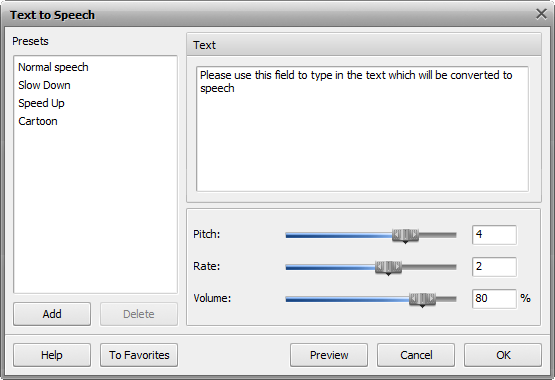 Text to Speech
Presets
Normal speech
Slow Down
Speed Up
Cartoon
Add
Delete
Text
Please use this field to type in the text which will be converted to
speech
Pitch: 4
Rate: 2
Volume: 80 %
Help
To Favorites
Preview
Cancel
OK